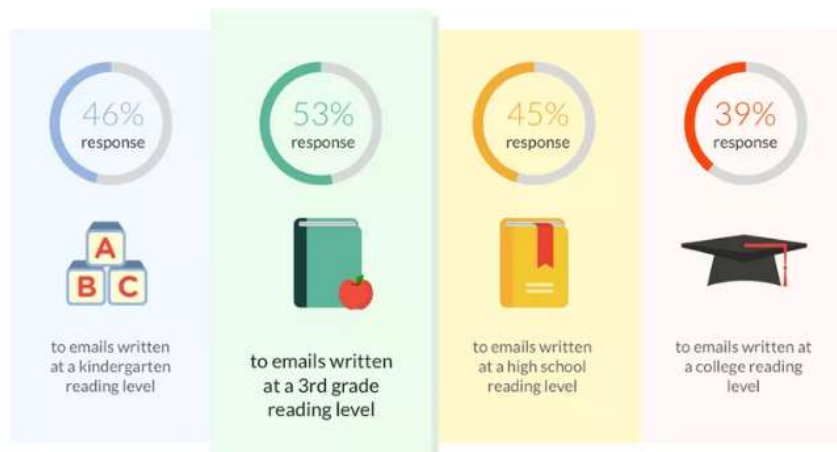 46%
response
A
B C
to emails written
at a kindergarten
reading level
53%
response
to emails written
at a 3rd grade
reading level
45%
response
to emails written
at a high school
reading level
39%
response
to emails written at
a college reading
level